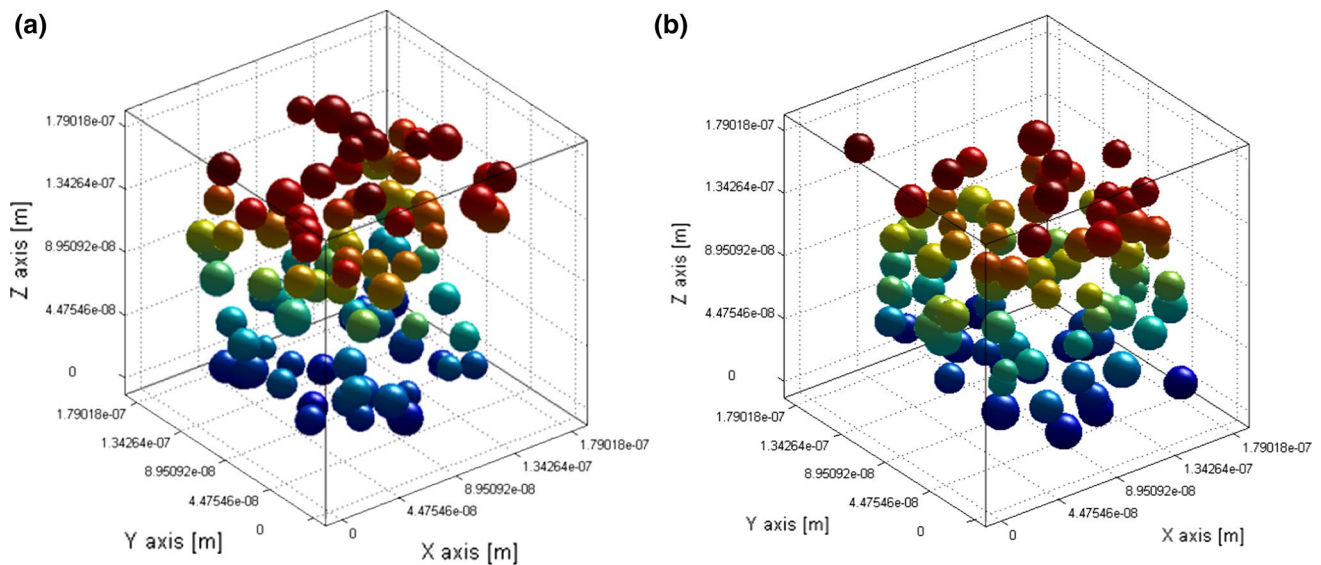 (a)
1.79018e-07
1.34264e-07
8.95092e-08
4.47546e-08
0
Z axis [m]
1.79018e-07
1.34264e-07
8.95092e-08
4.47546e-08
0
Y axis [m]
0
4.47546e-08
8.95092e-08
1.34264e-07
1.79018e-07
X axis [m]
(b)
1.79018e-07
1.34264e-07
8.95092e-08
4.47546e-08
0
Z axis [m]
1.79018e-07
1.34264e-07
8.95092e-08
4.47546e-08
0
Y axis [m]
0
4.47546e-08
8.95092e-08
1.34264e-07
1.79018e-07
X axis [m]